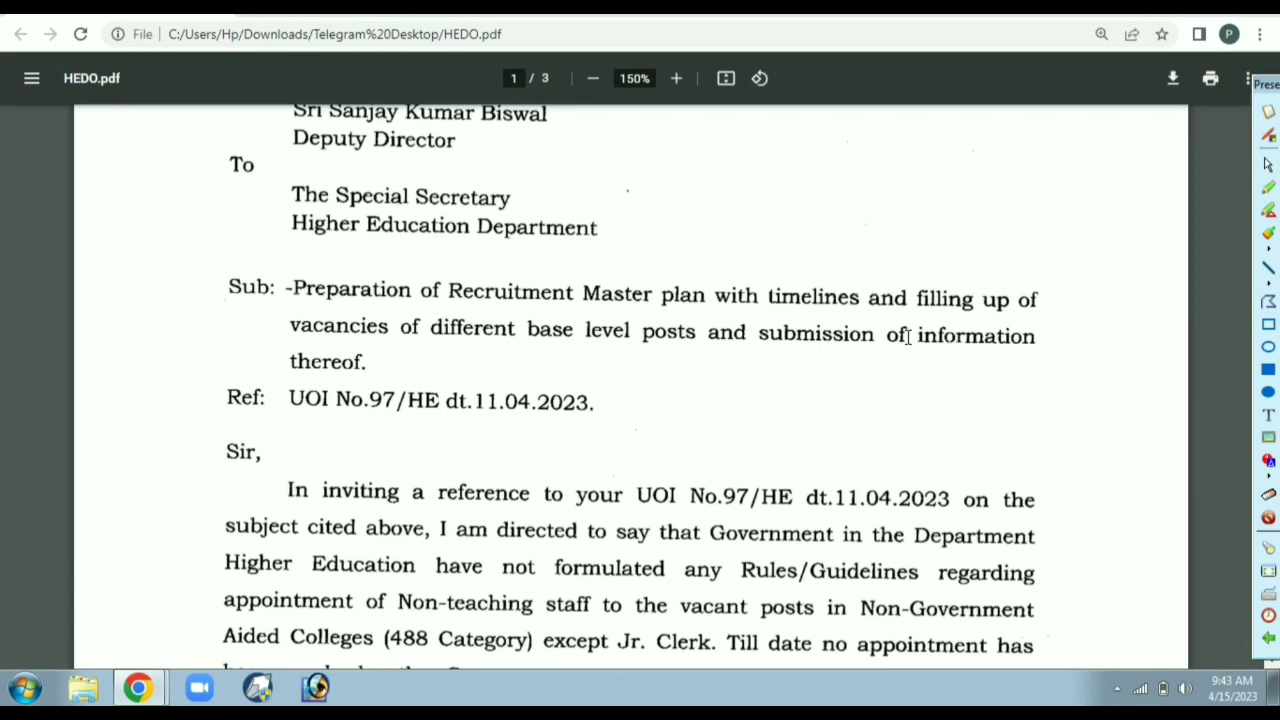 File
C:/Users/Hp/Downloads/Telegram%20Desktop/HEDO.pdf
P
HEDO.pdf
1 / 3
150%
Prese
Sri Sanjay Kumar Biswal
Deputy Director
To
The Special Secretary
Higher Education Department
Sub: -Preparation of Recruitment Master plan with timelines and filling up of
vacancies of different base level posts and submission of information
thereof.
Ref: UOI No.97/HE dt.11.04.2023.
Sir,
In inviting a reference to your UOI No.97/HE dt.11.04.2023 on the
subject cited above, I am directed to say that Government in the Department
Higher Education have not formulated any Rules/Guidelines regarding
appointment of Non-teaching staff to the vacant posts in Non-Government
Aided Colleges (488 Category) except Jr. Clerk. Till date no appointment has
9:43 AM
4/15/2023